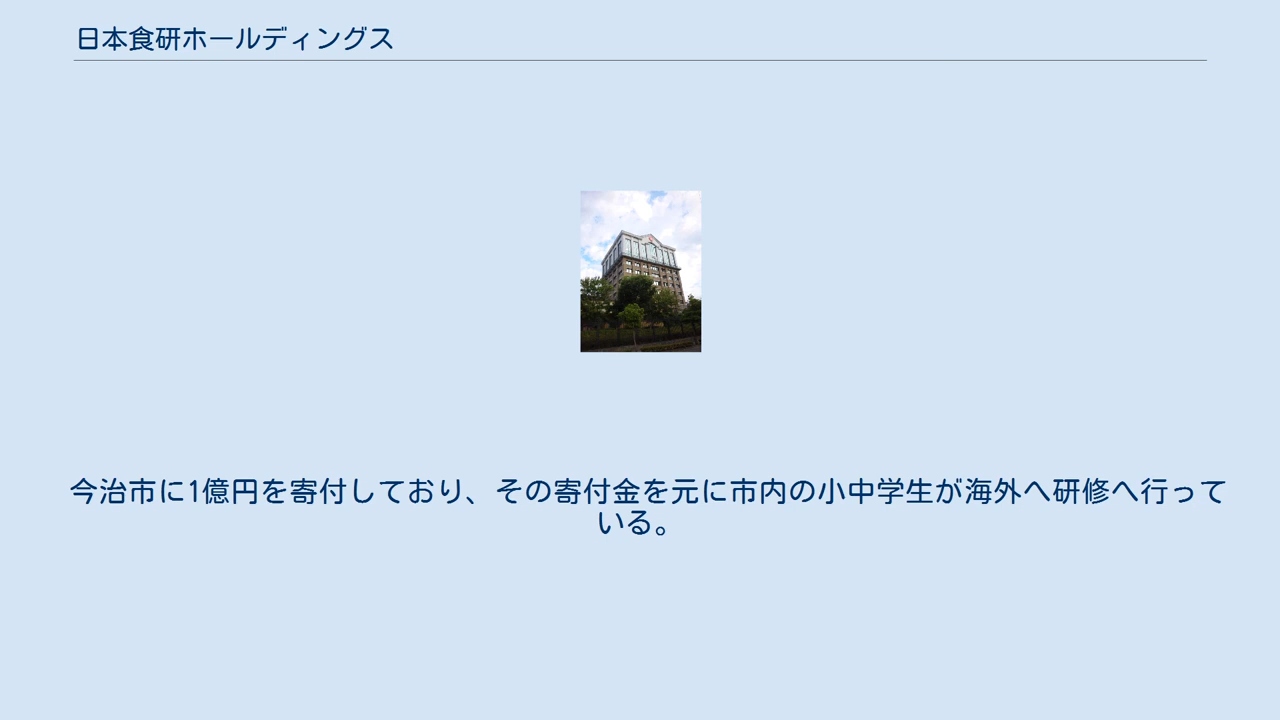 日本食研ホールディングス
今治市に1億円を寄付しており、その寄付金を元に市内の小中学生が海外へ研修へ行って
いる。